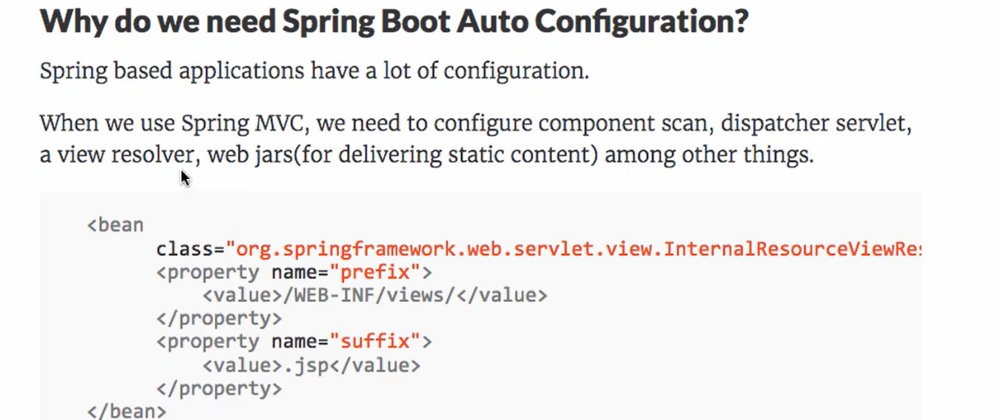 Why do we need Spring Boot Auto Configuration?
Spring based applications have a lot of configuration.
When we use Spring MVC, we need to configure component scan, dispatcher servlet,
a view resolver, web jars(for delivering static content) among other things.
<bean
class="org.springframework.web.servlet.view.InternalResourceViewRes
<property name="prefix">
<value>/WEB-INF/views/</value>
</property>
<property name="suffix">
<value>.jsp</value>
</property>
</bean>